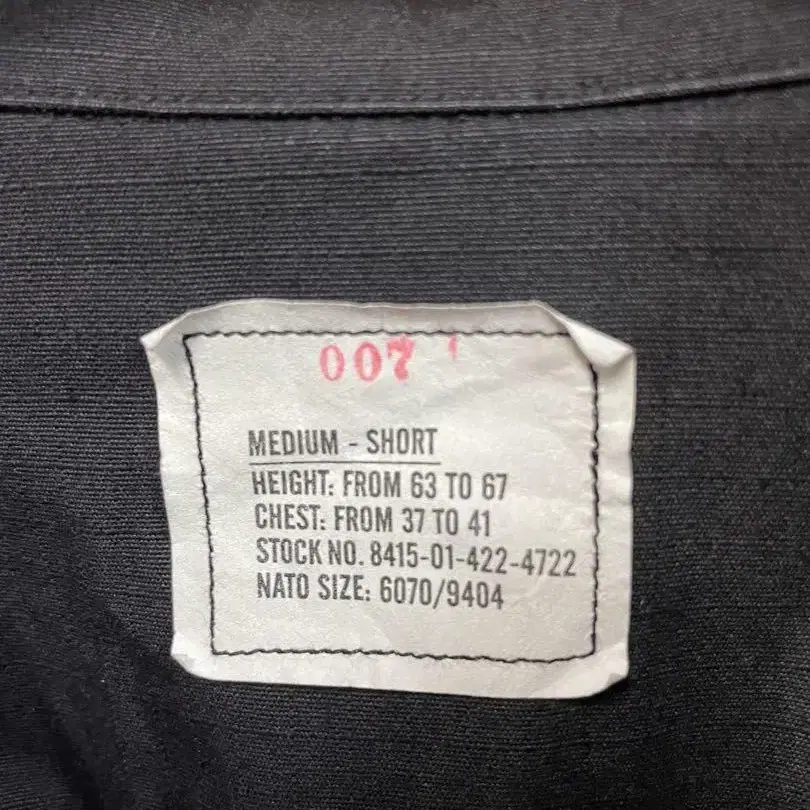 007
MEDIUM - SHORT
HEIGHT: FROM 63 TO 67
CHEST: FROM 37 TO 41
STOCK NO. 8415-01-422-4722
NATO SIZE: 6070/9404